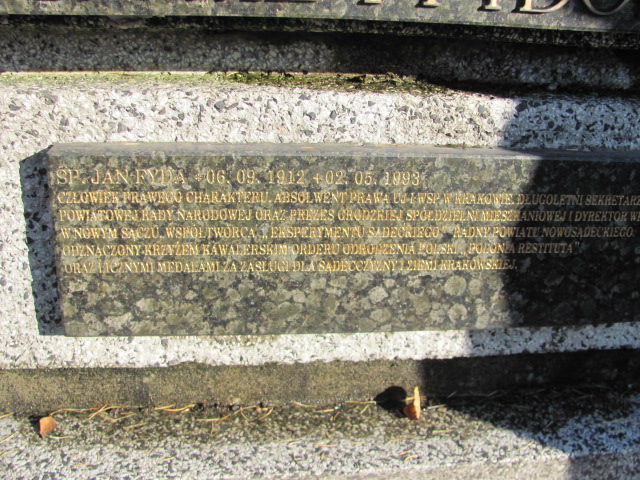 ŚP. JAN FYDA +06. 09. 1912 +02. 05. 1993
CZŁOWIEK PRAWEGO CHARAKTERU, ABSOLWENT PRAWA UJ I WSP. W KRAKOWIE. DŁUGOLETNI SEKRETARZ
POWIATOWEJ RADY NARODOWEJ ORAZ PREZES GRODZKIEJ SPÓŁDZIELNI MIESZKANIOWEJ I DYREKTOR
W NOWYM SĄCZU. WSPÓŁTWÓRCA „EKSPERYMENTU SĄDECKIEGO" RADNY POWIATU NOWOSĄDECKIEGO.
ODZNACZONY KRZYŻEM KAWALERSKIM ORDERU ODRODZENIA POLSKI „POLONIA RESTITUTA"
ORAZ LICZNYMI MEDALAMI ZA ZASŁUGI DLA SĄDECCZYZNY I ZIEMI KRAKOWSKIEJ.